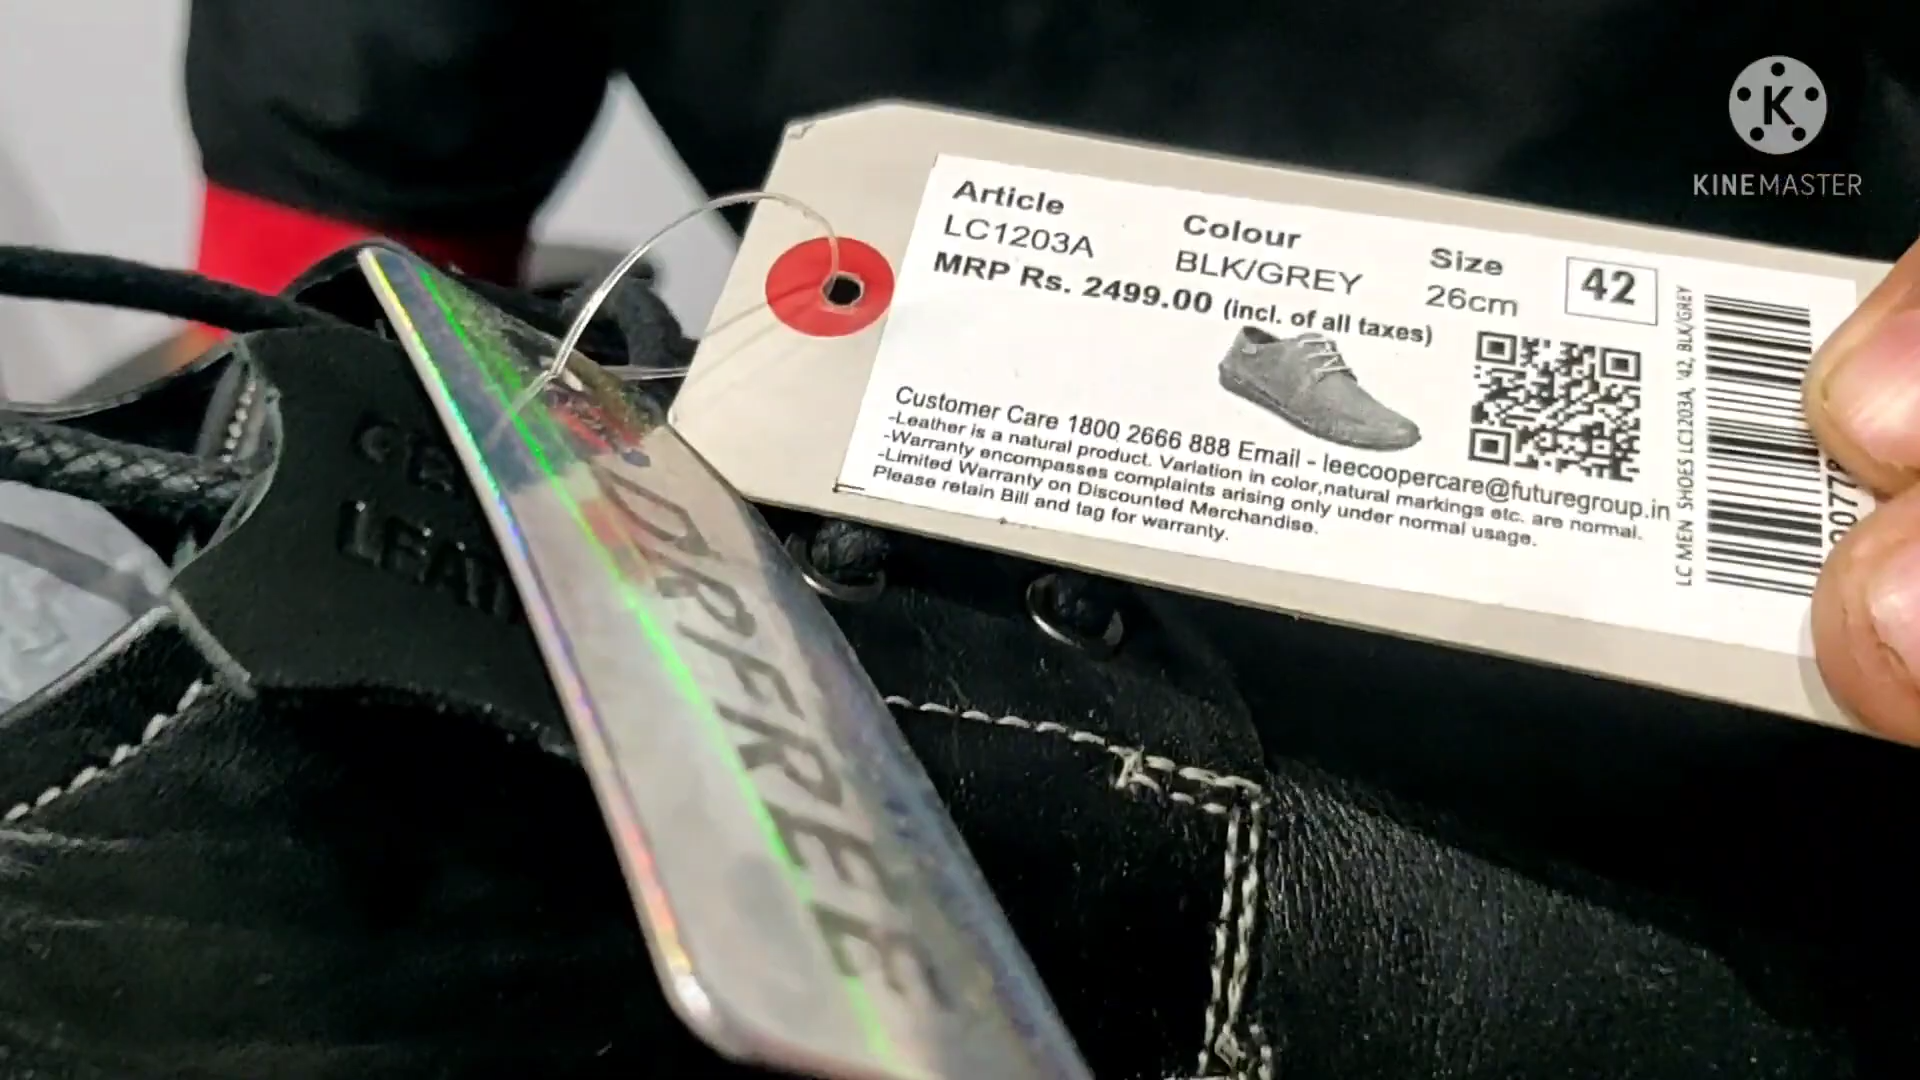 KINEMASTER
Article
LC1203A
Colour
BLK/GREY
Size
26cm
42
MRP Rs. 2499.00 (incl. of all taxes)
Customer Care 1800 2666 888 Email - leecoopercare@futuregroup.in
-Leather is a natural product. Variation in color,natural markings etc. are normal.
-Warranty encompasses complaints arising only under normal usage.
-Limited Warranty on Discounted Merchandise.
Please retain Bill and tag for warranty.
LC MEN SHOES LC1203A, '42, BLK/GREY